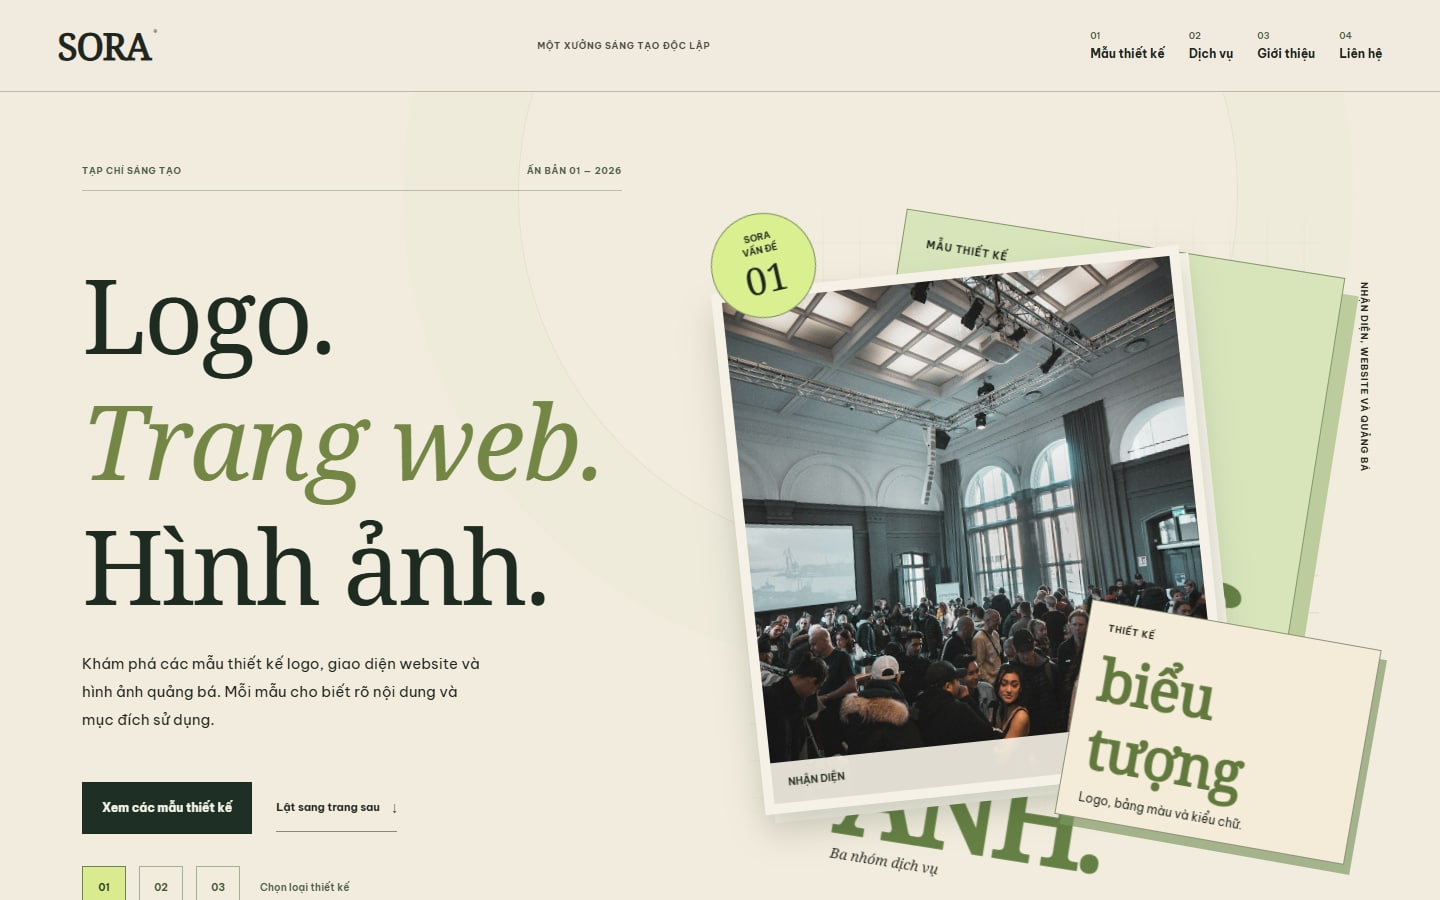 SORA
MỘT XƯỞNG SÁNG TẠO ĐỘC LẬP
01
Mẫu thiết kế
02
Dịch vụ
03
Giới thiệu
04
Liên hệ
TẠP CHÍ SÁNG TẠO
ẤN BẢN 01 — 2026
Logo.
Trang web.
Hình ảnh.
Khám phá các mẫu thiết kế logo, giao diện website và
hình ảnh quảng bá. Mỗi mẫu cho biết rõ nội dung và
mục đích sử dụng.
Xem các mẫu thiết kế
Lật sang trang sau ↓
01
02
03
Chọn loại thiết kế
SORA
VẤN ĐỀ
01
MẪU THIẾT KẾ
NHẬN DIỆN, WEBSITE VÀ QUẢNG BÁ
NHẬN DIỆN
THIẾT KẾ
biểu
tượng
Logo, bảng màu và kiểu chữ.
Ba nhóm dịch vụ